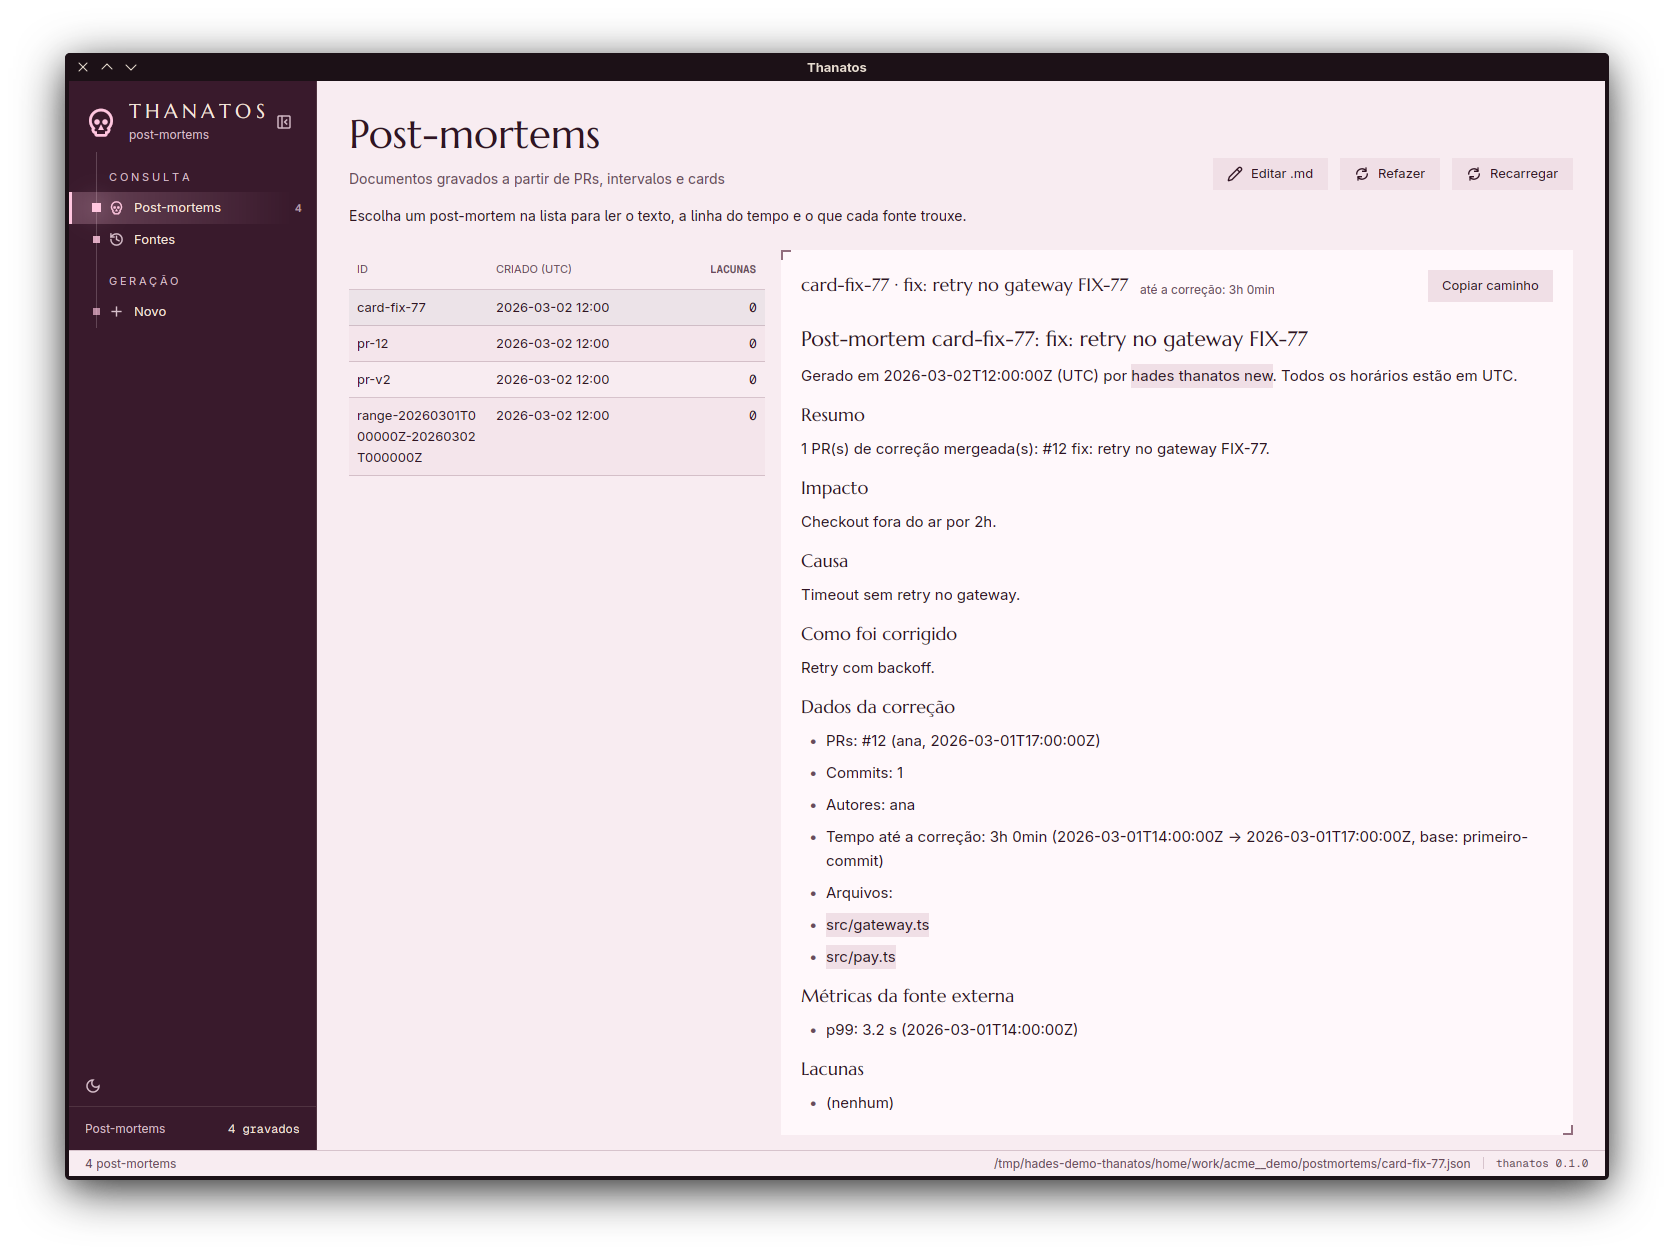 Thanatos
THANATOS
post-mortems
CONSULTA
Post-mortems 4
Fontes
GERAÇÃO
Novo
Post-mortems 4 gravados
Post-mortems
Documentos gravados a partir de PRs, intervalos e cards
Editar .md
Refazer
Recarregar
Escolha um post-mortem na lista para ler o texto, a linha do tempo e o que cada fonte trouxe.
ID CRIADO (UTC) LACUNAS
card-fix-77 2026-03-02 12:00 0
pr-12 2026-03-02 12:00 0
pr-v2 2026-03-02 12:00 0
range-20260301T0 2026-03-02 12:00 0
00000Z-20260302
T000000Z
card-fix-77 · fix: retry no gateway FIX-77 até a correção: 3h 0min
Copiar caminho
Post-mortem card-fix-77: fix: retry no gateway FIX-77
Gerado em 2026-03-02T12:00:00Z (UTC) por hades thanatos new. Todos os horários estão em UTC.
Resumo
1 PR(s) de correção mergeada(s): #12 fix: retry no gateway FIX-77.
Impacto
Checkout fora do ar por 2h.
Causa
Timeout sem retry no gateway.
Como foi corrigido
Retry com backoff.
Dados da correção
• PRs: #12 (ana, 2026-03-01T17:00:00Z)
• Commits: 1
• Autores: ana
• Tempo até a correção: 3h 0min (2026-03-01T14:00:00Z → 2026-03-01T17:00:00Z, base: primeiro-
commit)
• Arquivos:
• src/gateway.ts
• src/pay.ts
Métricas da fonte externa
• p99: 3.2 s (2026-03-01T14:00:00Z)
Lacunas
• (nenhum)
4 post-mortems
/tmp/hades-demo-thanatos/home/work/acme__demo/postmortems/card-fix-77.json
thanatos 0.1.0